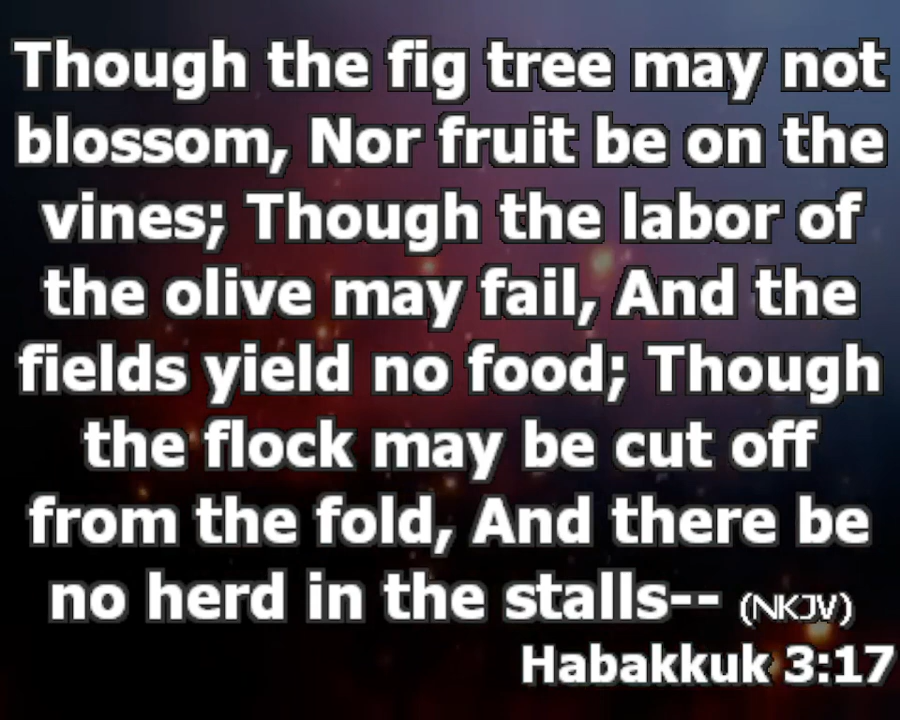 Though the fig tree may not
blossom, Nor fruit be on the
vines; Though the labor of
the olive may fail, And the
fields yield no food; Though
the flock may be cut off
from the fold, And there be
no herd in the stalls-- (NKJV)
Habakkuk 3:17